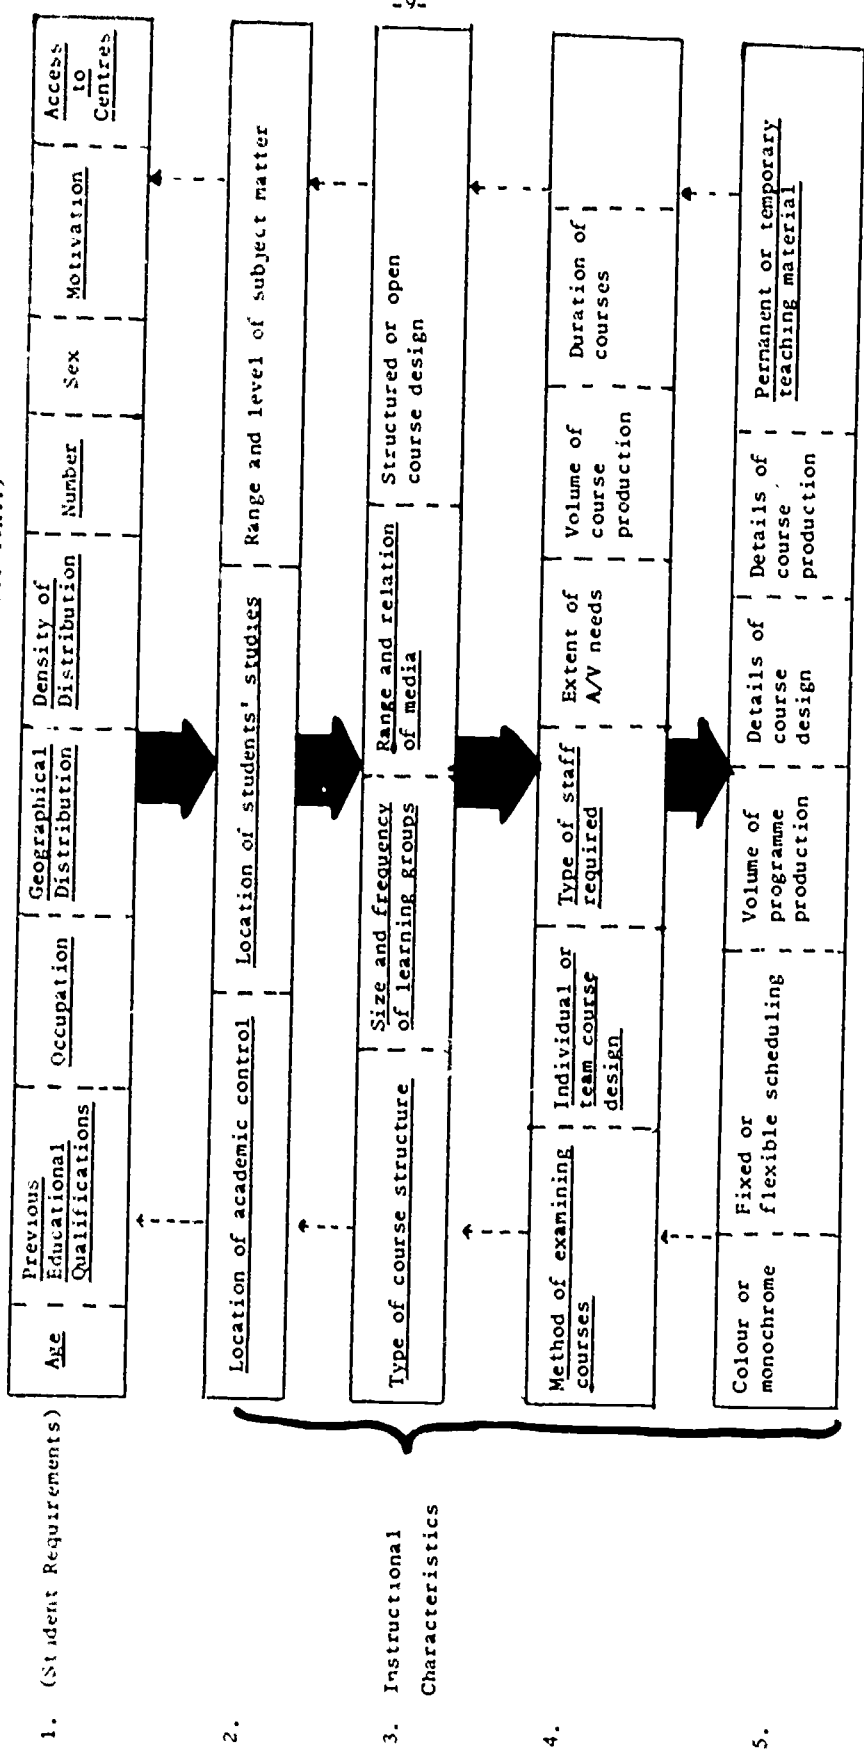 -9-
1. (Student Requirements)
Age
Previous
Educational
Qualifications
Occupation
Geographical
Distribution
Density of
Distribution
Number
Sex
Motivation
Access
to
Centres
2.
Location of academic control
Location of students' studies
Range and level of subject matter
3. Instructional
Characteristics
Type of course structure
Size and frequency
of learning groups
Range and relation
of media
Structured or open
course design
4.
Method of examining
courses
Individual or
team course
design
Type of staff
required
Extent of
A/V needs
Volume of
course
production
Duration of
courses
5.
Colour or
monochrome
Fixed or
flexible scheduling
Volume of
programme
production
Details of
course
design
Details of
course
production
Permanent or temporary
teaching material